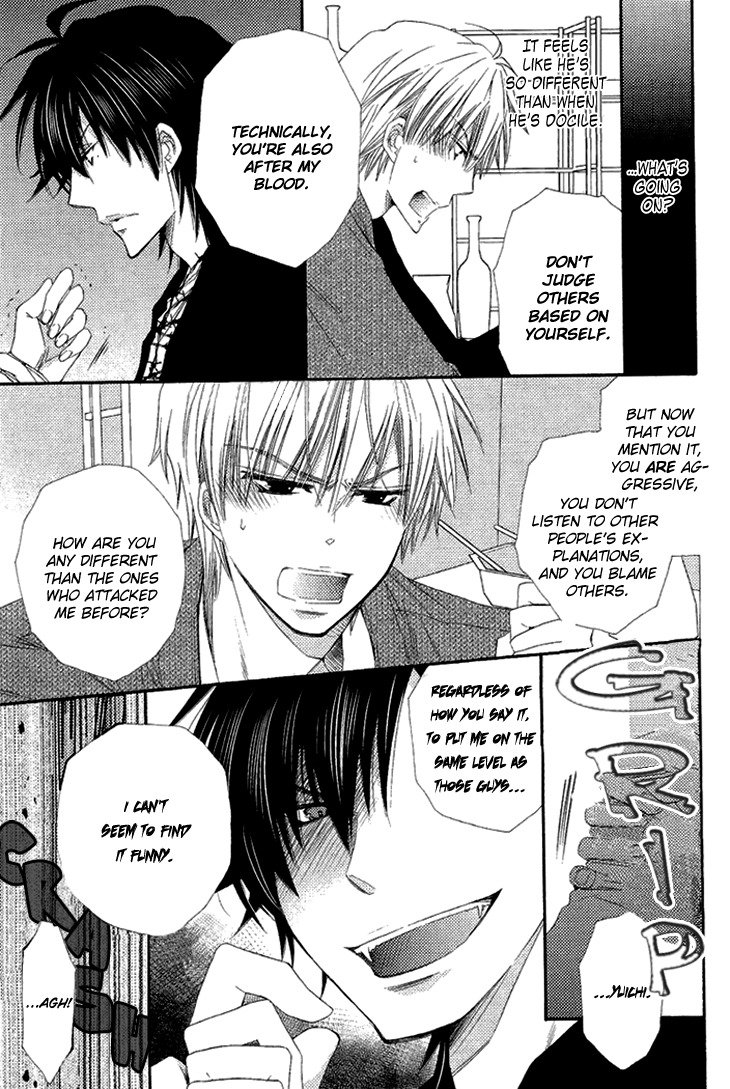 ...WHAT'S
GOING
ON?
IT FEELS
LIKE HE'S
SO DIFFERENT
THAN WHEN
HE'S DOCILE.
DON'T
JUDGE
OTHERS
BASED ON
YOURSELF.
TECHNICALLY,
YOU'RE ALSO
AFTER MY
BLOOD.
BUT NOW
THAT YOU
MENTION IT,
YOU ARE AG-
GRESSIVE,
YOU DON'T
LISTEN TO OTHER
PEOPLE'S EX-
PLANATIONS,
AND YOU BLAME
OTHERS.
HOW ARE YOU
ANY DIFFERENT
THAN THE ONES
WHO ATTACKED
ME BEFORE?
GRIP
...YUICHI.
REGARDLESS OF
HOW YOU SAY IT,
TO PUT ME ON THE
SAME LEVEL AS
THOSE GUYS...
I CAN'T
SEEM TO FIND
IT FUNNY.
CRASH
...AGH!